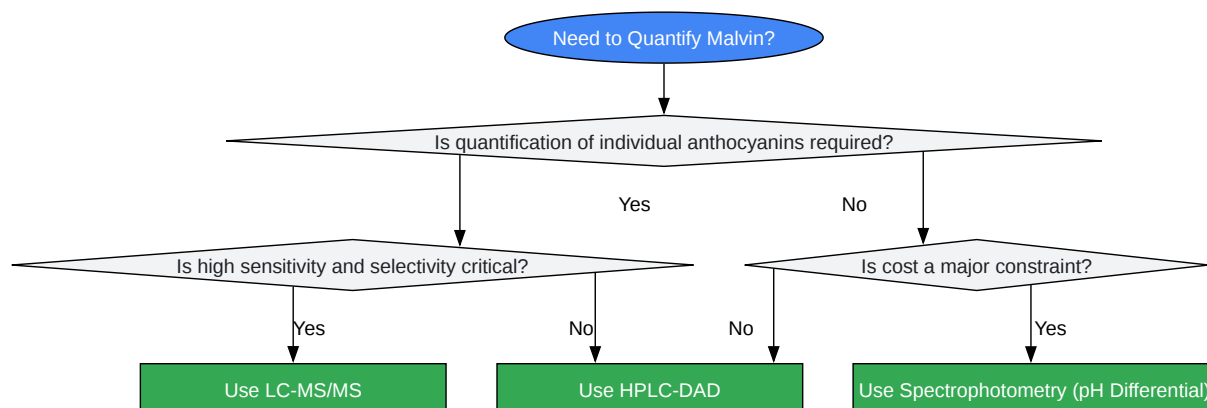 Need to Quantify Malvin?
Is quantification of individual anthocyanins required?
Yes
No
Is high sensitivity and selectivity critical?
Is cost a major constraint?
Yes
No
No
Yes
Use LC-MS/MS
Use HPLC-DAD
Use Spectrophotometry (pH Differential)